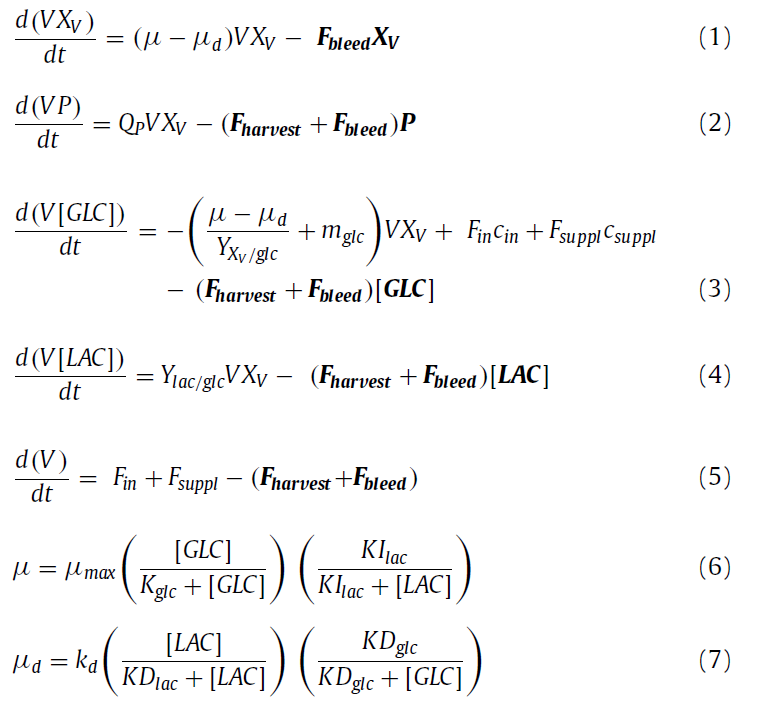 d(VX_V)/dt = (μ − μ_d)VX_V − F_bleed X_V (1)
d(VP)/dt = Q_P VX_V − (F_harvest + F_bleed)P (2)
d(V[GLC])/dt = −((μ − μ_d)/Y_{X_V/glc} + m_glc)VX_V + F_in c_in + F_suppl c_suppl
− (F_harvest + F_bleed)[GLC] (3)
d(V[LAC])/dt = Y_{lac/glc} VX_V − (F_harvest + F_bleed)[LAC] (4)
d(V)/dt = F_in + F_suppl − (F_harvest + F_bleed) (5)
μ = μ_max([GLC]/(K_glc + [GLC]))(KI_lac/(KI_lac + [LAC])) (6)
μ_d = k_d([LAC]/(KD_lac + [LAC]))(KD_glc/(KD_glc + [GLC])) (7)